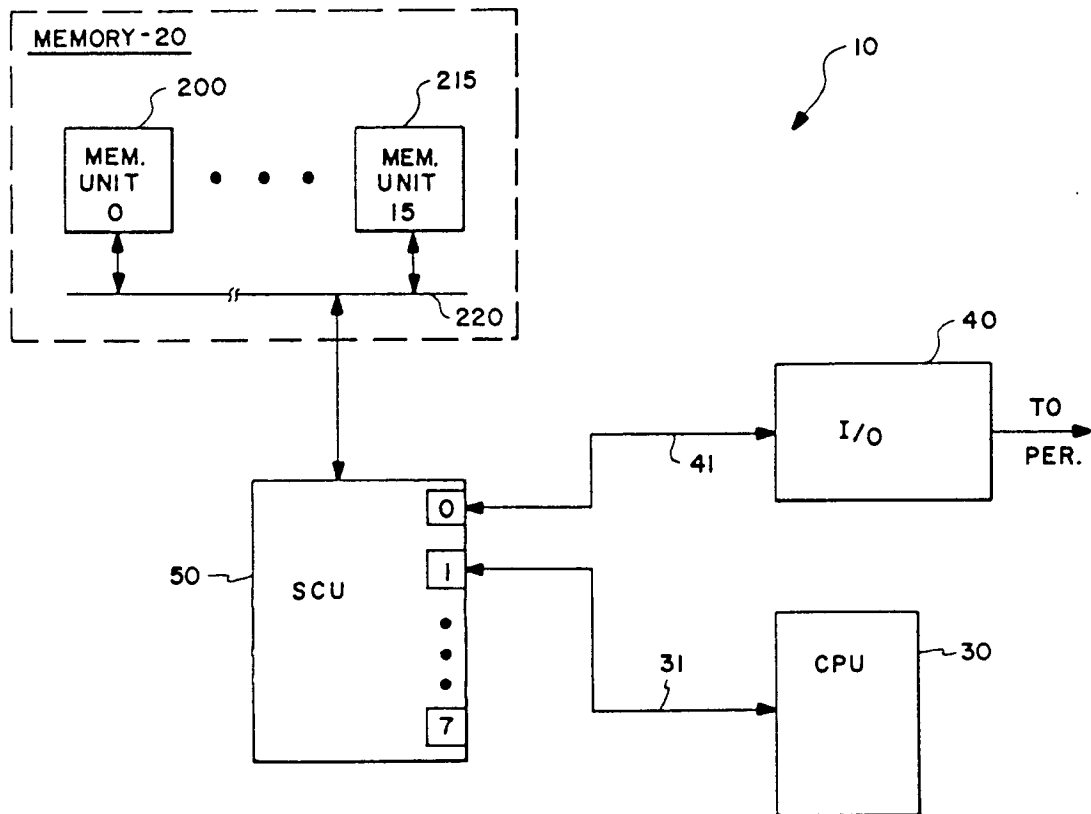 MEMORY-20
10
200
215
MEM.
UNIT
0
MEM.
UNIT
15
220
40
I/O
TO
PER.
41
50
SCU
0
1
7
31
CPU
30